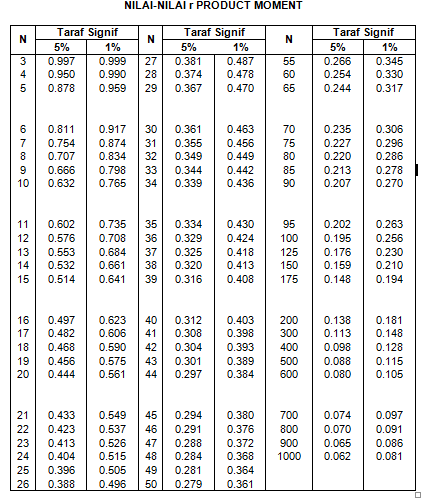 NILAI-NILAI r PRODUCT MOMENT
N Taraf Signif N Taraf Signif N Taraf Signif
5% 1% 5% 1% 5% 1%
3 0.997 0.999 27 0.381 0.487 55 0.266 0.345
4 0.950 0.990 28 0.374 0.478 60 0.254 0.330
5 0.878 0.959 29 0.367 0.470 65 0.244 0.317
6 0.811 0.917 30 0.361 0.463 70 0.235 0.306
7 0.754 0.874 31 0.355 0.456 75 0.227 0.296
8 0.707 0.834 32 0.349 0.449 80 0.220 0.286
9 0.666 0.798 33 0.344 0.442 85 0.213 0.278
10 0.632 0.765 34 0.339 0.436 90 0.207 0.270
11 0.602 0.735 35 0.334 0.430 95 0.202 0.263
12 0.576 0.708 36 0.329 0.424 100 0.195 0.256
13 0.553 0.684 37 0.325 0.418 125 0.176 0.230
14 0.532 0.661 38 0.320 0.413 150 0.159 0.210
15 0.514 0.641 39 0.316 0.408 175 0.148 0.194
16 0.497 0.623 40 0.312 0.403 200 0.138 0.181
17 0.482 0.606 41 0.308 0.398 300 0.113 0.148
18 0.468 0.590 42 0.304 0.393 400 0.098 0.128
19 0.456 0.575 43 0.301 0.389 500 0.088 0.115
20 0.444 0.561 44 0.297 0.384 600 0.080 0.105
21 0.433 0.549 45 0.294 0.380 700 0.074 0.097
22 0.423 0.537 46 0.291 0.376 800 0.070 0.091
23 0.413 0.526 47 0.288 0.372 900 0.065 0.086
24 0.404 0.515 48 0.284 0.368 1000 0.062 0.081
25 0.396 0.505 49 0.281 0.364
26 0.388 0.496 50 0.279 0.361